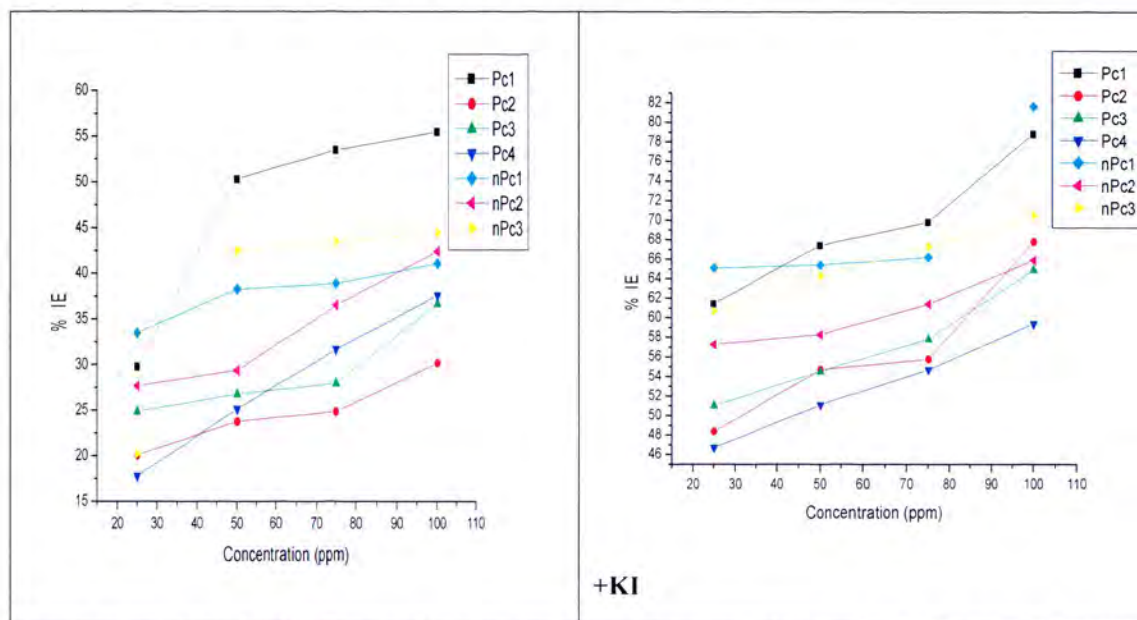 Pc1
Pc2
Pc3
Pc4
nPc1
nPc2
nPc3
60
55
50
45
40
35
30
25
20
15
% IE
20 30 40 50 60 70 80 90 100 110
Concentration (ppm)
Pc1
Pc2
Pc3
Pc4
nPc1
nPc2
nPc3
82
80
78
76
74
72
70
68
66
64
62
60
58
56
54
52
50
48
46
% IE
20 30 40 50 60 70 80 90 100 110
Concentration (ppm)
+KI